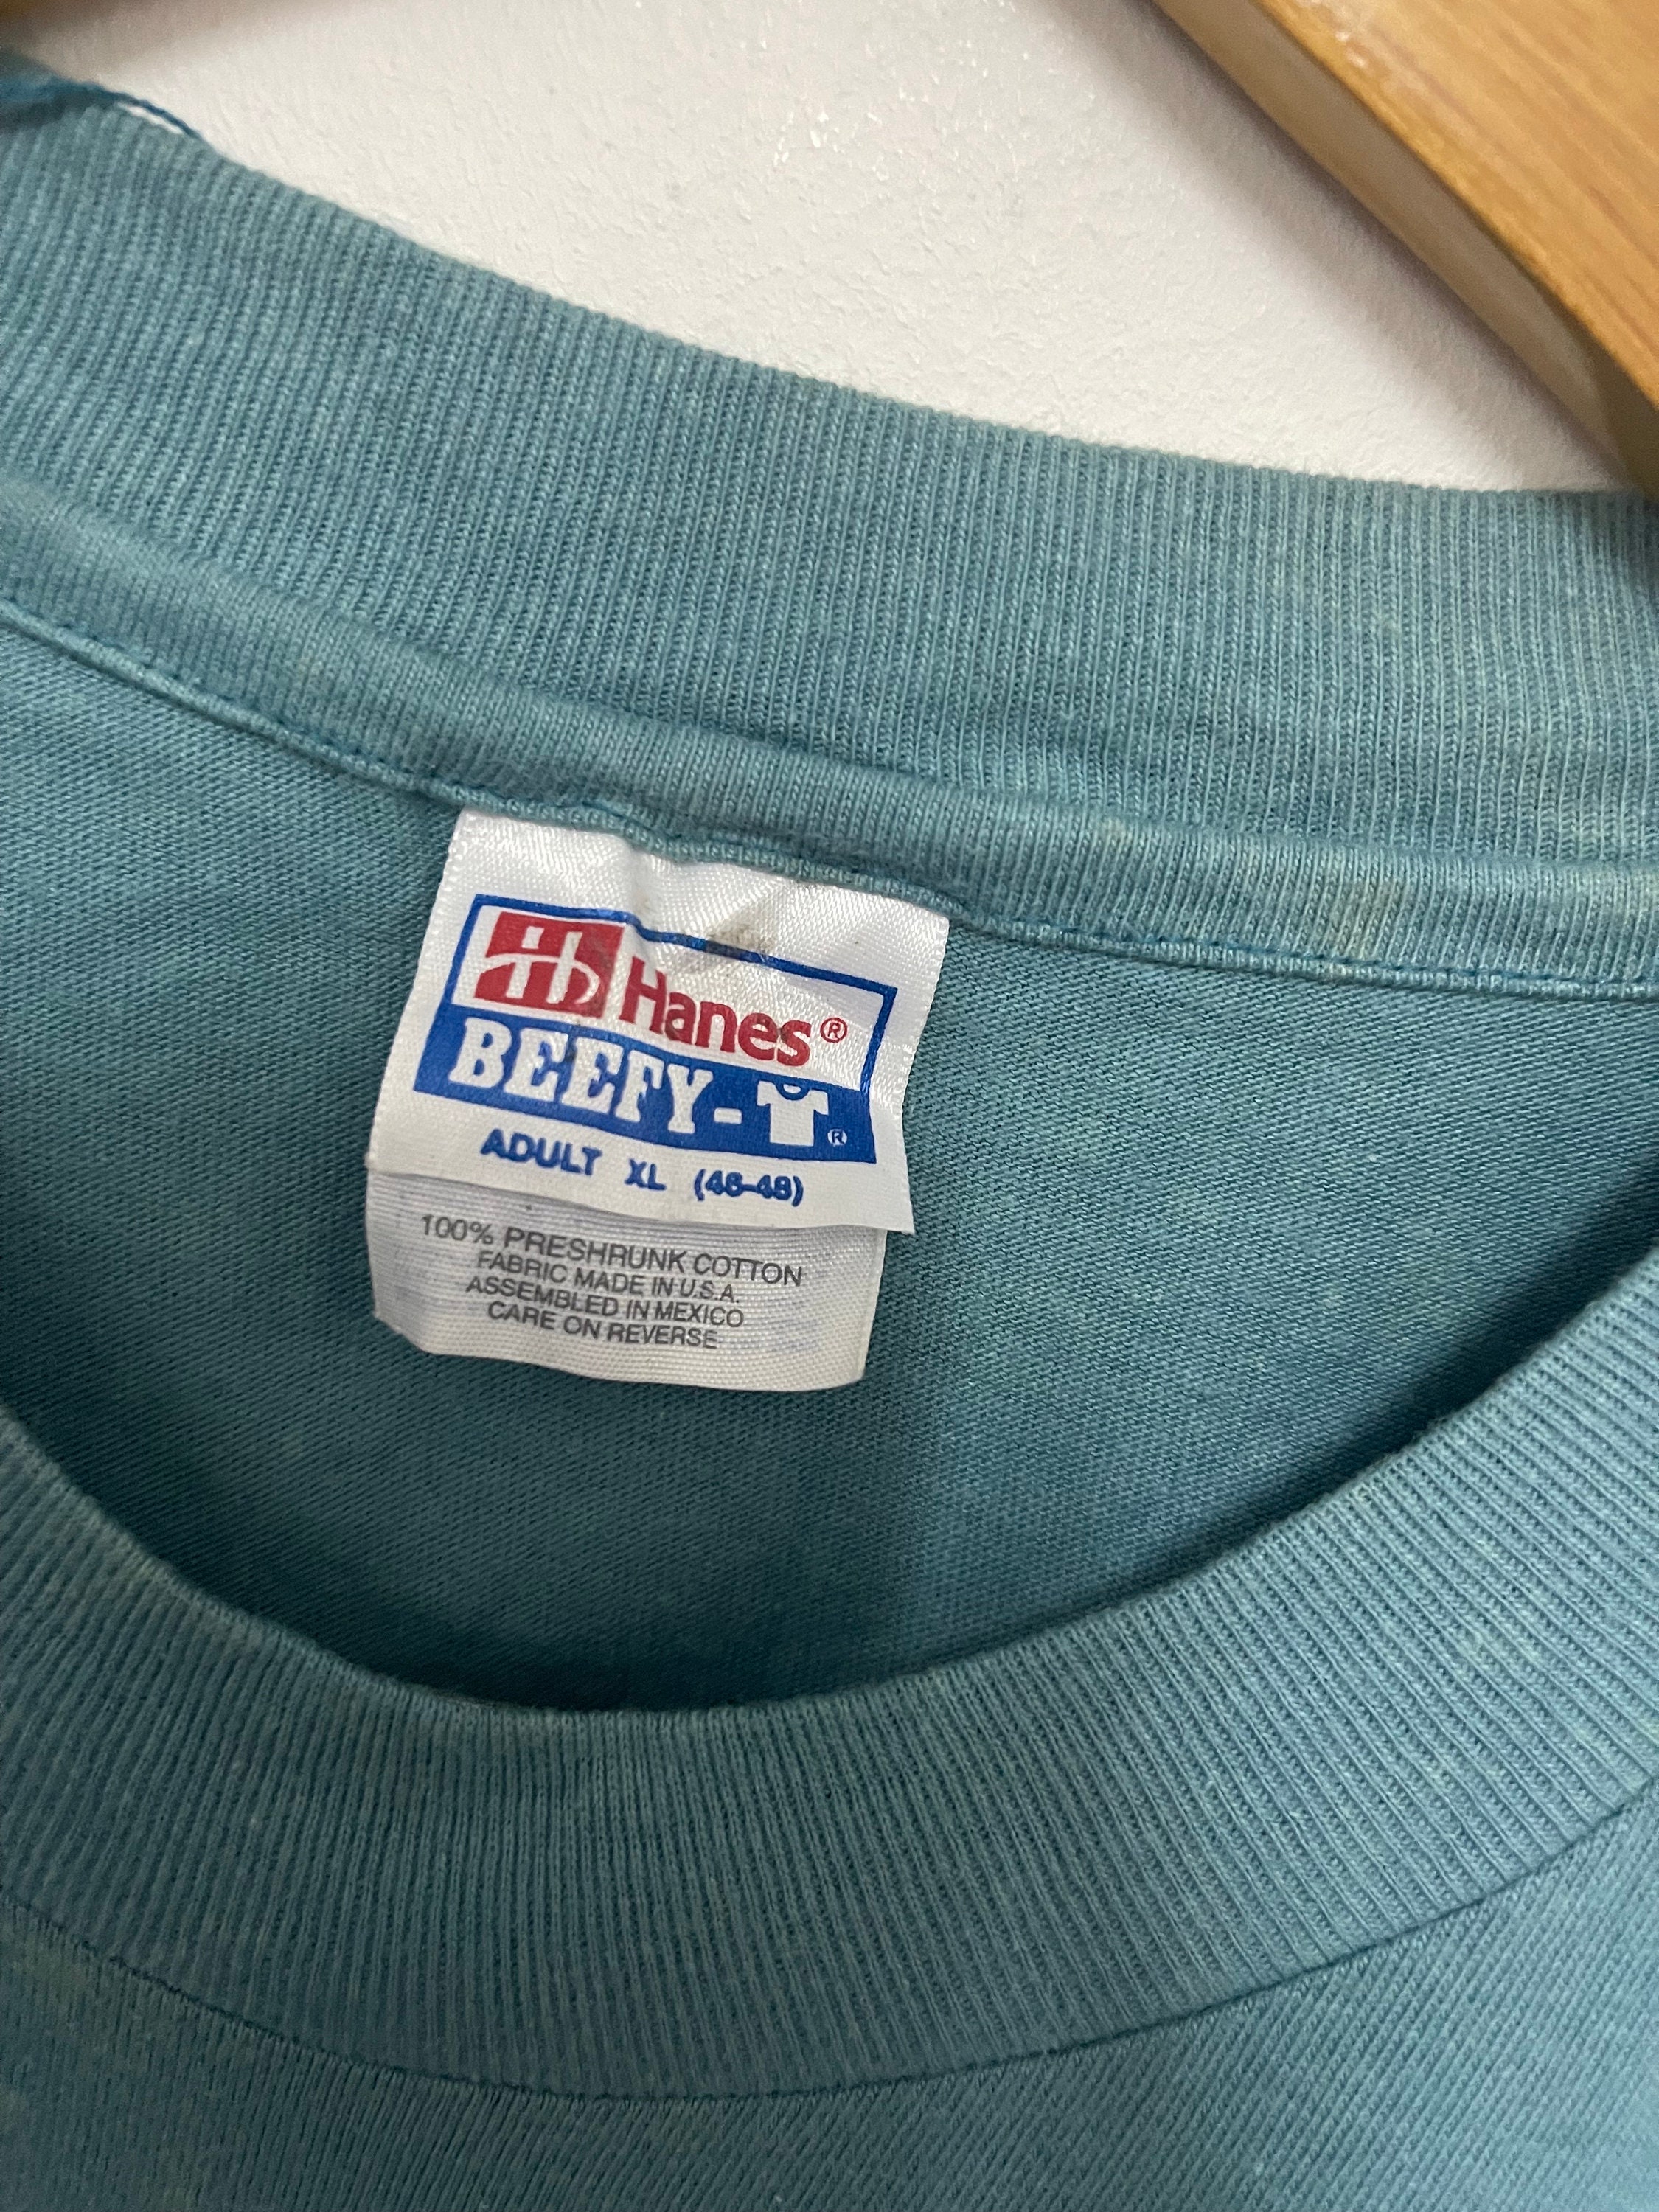 Hanes®
BEEFY-T®
ADULT XL (46-48)
100% PRESHRUNK COTTON
FABRIC MADE IN U.S.A.
ASSEMBLED IN MEXICO
CARE ON REVERSE